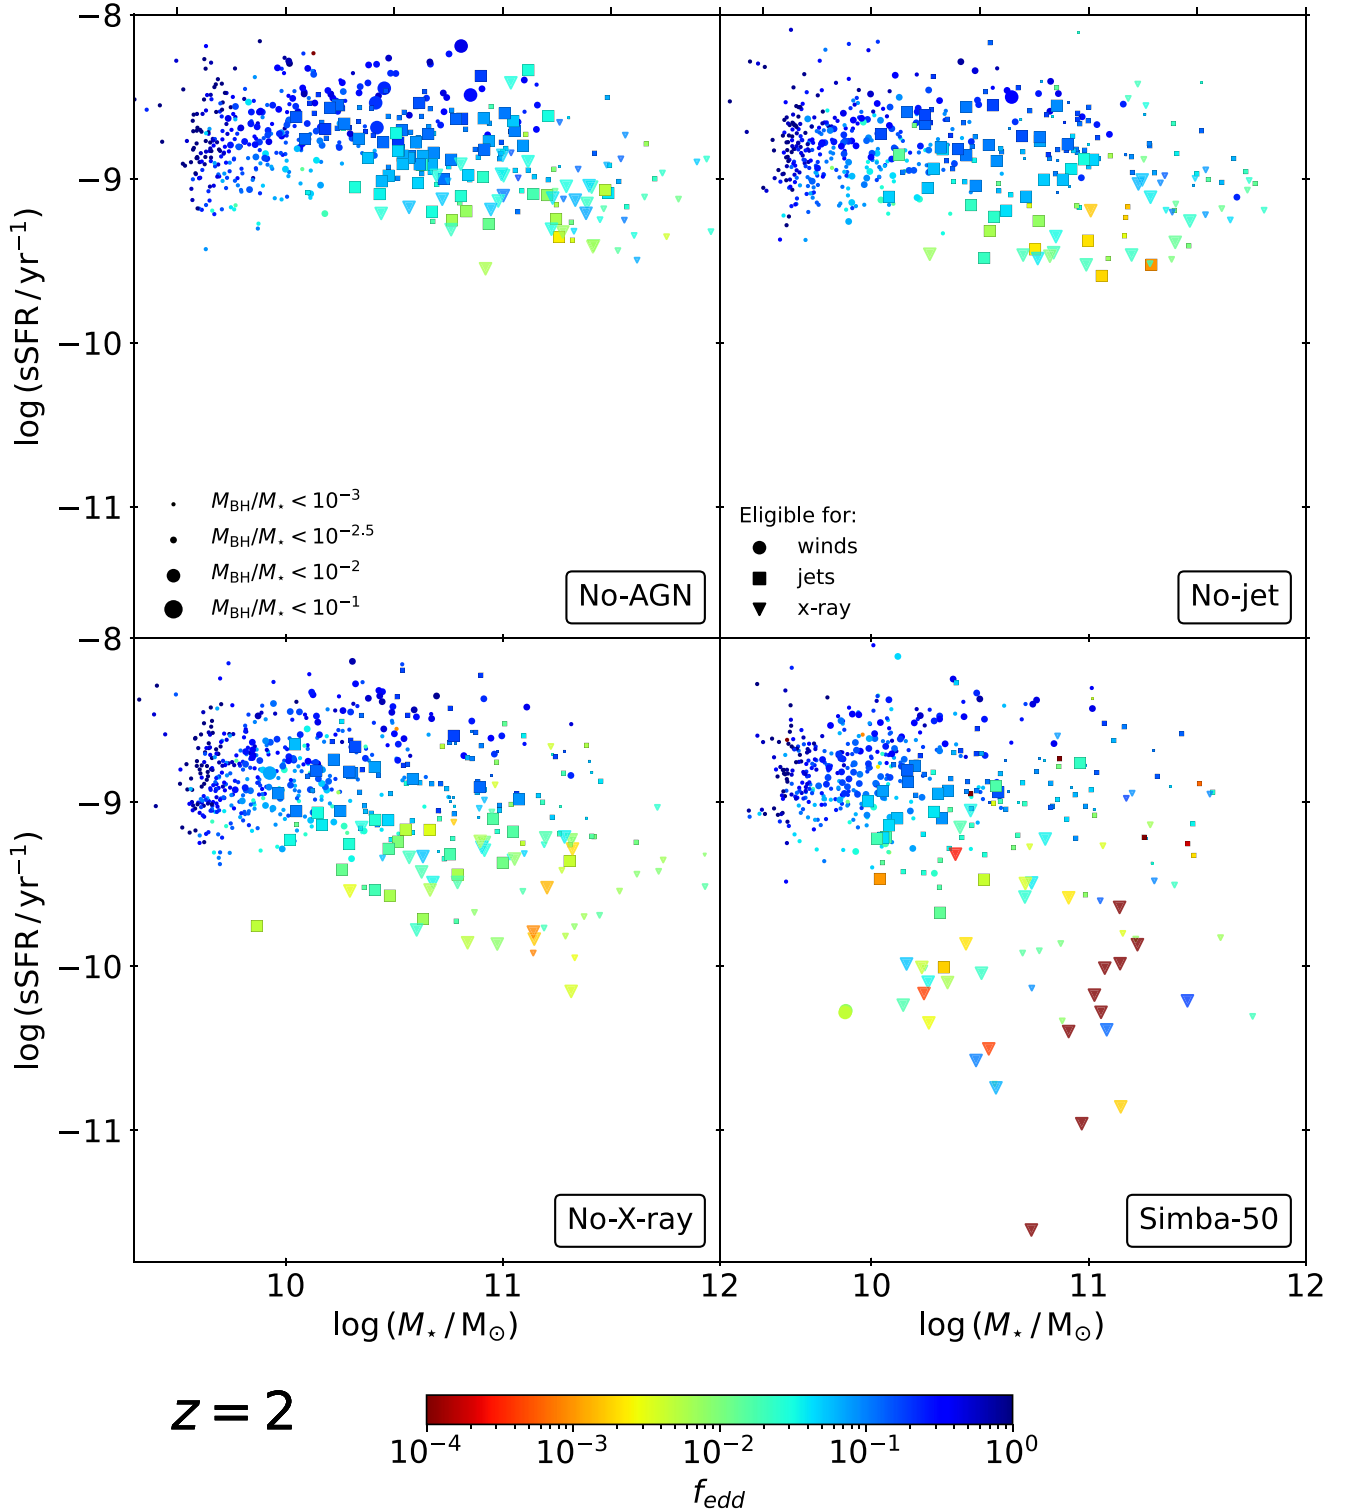 −8
−9
−10
−11
log (sSFR / yr⁻¹)
M_BH/M⋆ < 10⁻³
M_BH/M⋆ < 10⁻²·⁵
M_BH/M⋆ < 10⁻²
M_BH/M⋆ < 10⁻¹
No-AGN
Eligible for:
winds
jets
x-ray
No-jet
−8
−9
−10
−11
log (sSFR / yr⁻¹)
No-X-ray
Simba-50
10 11 12 10 11 12
log (M⋆ / M⊙) log (M⋆ / M⊙)
z = 2
10⁻⁴ 10⁻³ 10⁻² 10⁻¹ 10⁰
f_edd